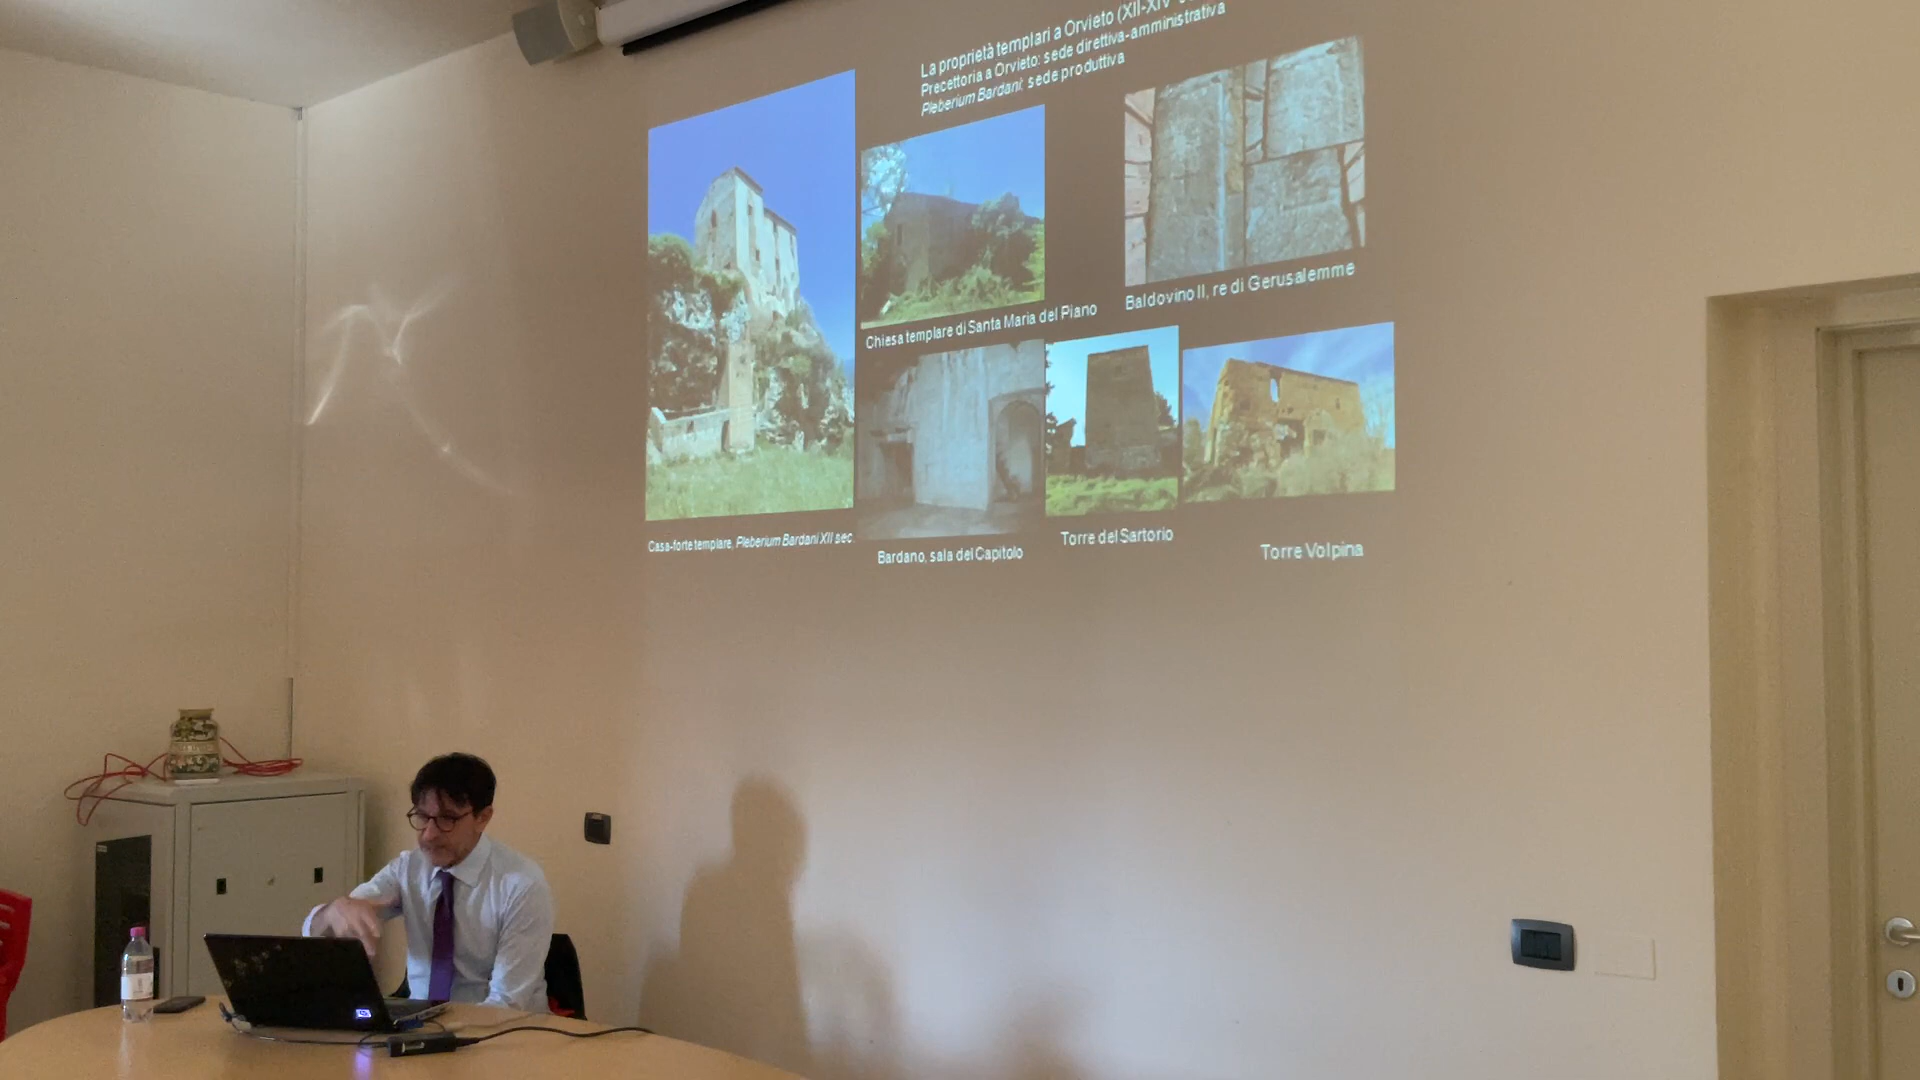 La proprietà templari a Orvieto (XII-XIV
Precettoria a Orvieto: sede direttiva-amministrativa
Pleberium Bardani: sede produttiva
Baldovino II, re di Gerusalemme
Chiesa templare di Santa Maria del Piano
Casa-forte templare, Pleberium Bardani XII sec.
Bardano, sala del Capitolo
Torre del Sartorio
Torre Volpina